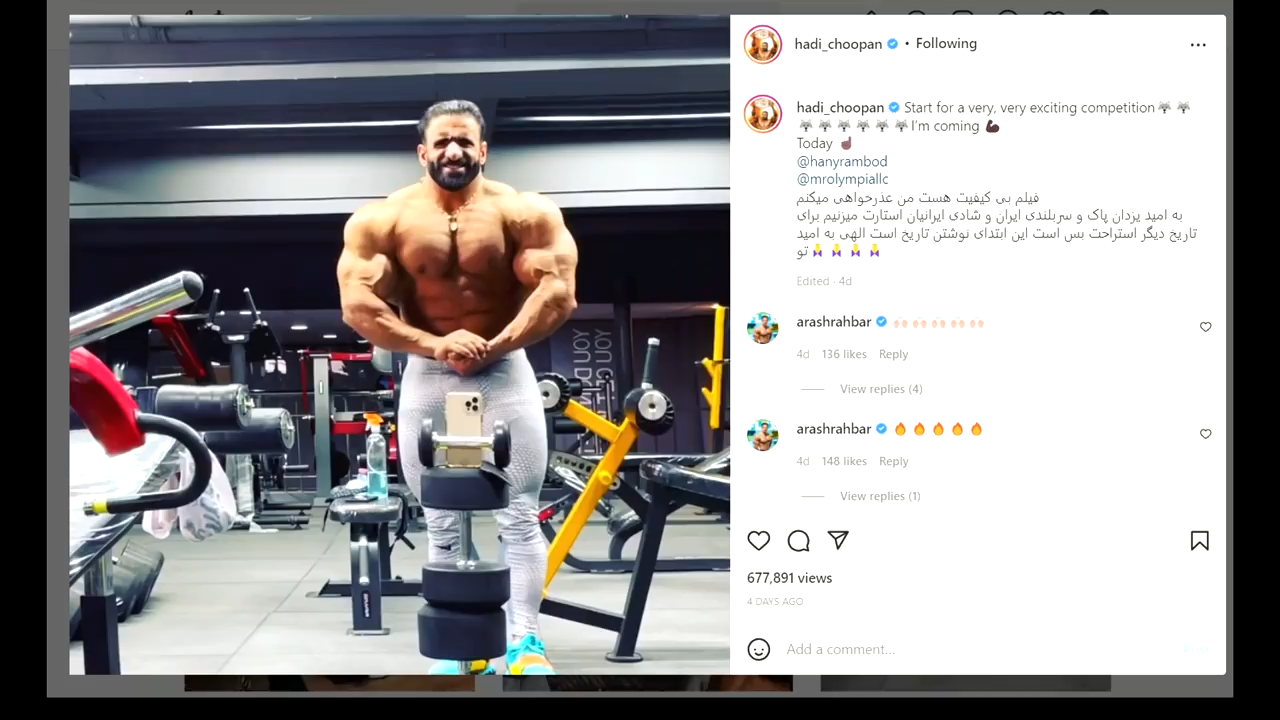 hadi_choopan • Following
hadi_choopan Start for a very, very exciting competition🐺🐺
🐺🐺🐺🐺🐺🐺I'm coming 💪🏿
Today ☝🏿
@hanyrambod
@mrolympiallc
فیلم بی کیفیت هست من عذرخواهی میکنم
به امید یزدان پاک و سربلندی ایران و شادی ایرانیان استارت میزنیم برای
تاریخ دیگر استراحت بس است این ابتدای نوشتن تاریخ است الهی به امید
تو
Edited · 4d
arashrahbar 🙌🏻🙌🏻🙌🏻🙌🏻🙌🏻
4d 136 likes Reply
View replies (4)
arashrahbar 🔥🔥🔥🔥🔥
4d 148 likes Reply
View replies (1)
677,891 views
4 DAYS AGO
Add a comment...
Post